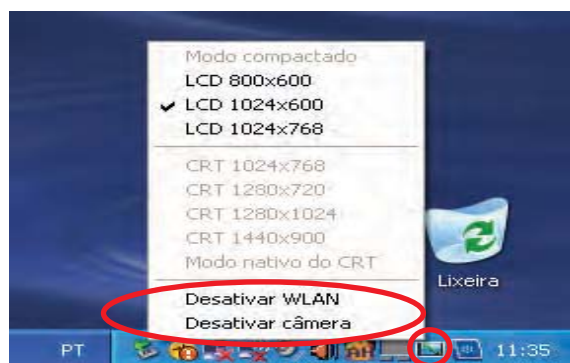 Modo compactado
LCD 800x600
LCD 1024x600
LCD 1024x768
CRT 1024x768
CRT 1280x720
CRT 1280x1024
CRT 1440x900
Modo nativo do CRT
Lixeira
Desativar WLAN
Desativar câmera
PT 11:35